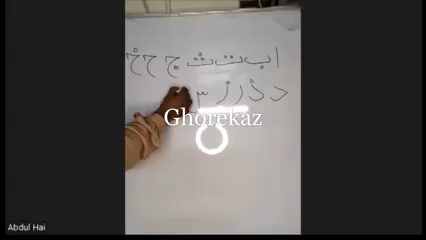 ا ب ت ث ج ح خ
د ذ ر ز س
Ghorekaz
Abdul Hai